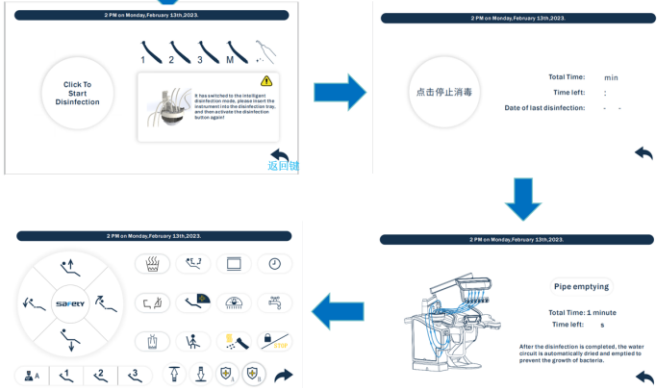 2 PM on Monday,February 13th,2023.
1 2 3 M
Click To
Start
Disinfection
It has switched to the intelligent
disinfection mode, please insert the
instrument into the disinfection tray,
and then activate the disinfection
button again!
返回键
2 PM on Monday,February 13th,2023.
点击停止消毒
Total Time: min
Time left: :
Date of last disinfection: - -
2 PM on Monday,February 13th,2023.
SAFETY
STOP
A 1 2 3 A B
2 PM on Monday,February 13th,2023.
Pipe emptying
Total Time: 1 minute
Time left: s
After the disinfection is completed, the water
circuit is automatically dried and emptied to
prevent the growth of bacteria.